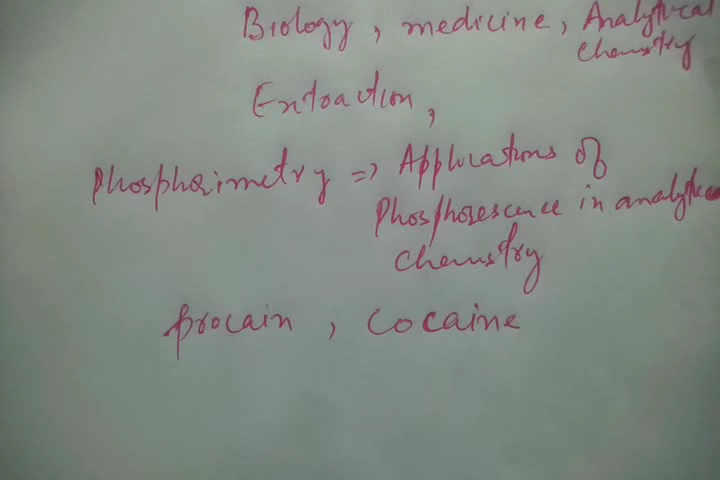 Biology, medicine, Analytical
chemistry
Extraction,
Phosphorimetry => Applications of
Phosphorescence in analytical
chemistry
procain, cocaine